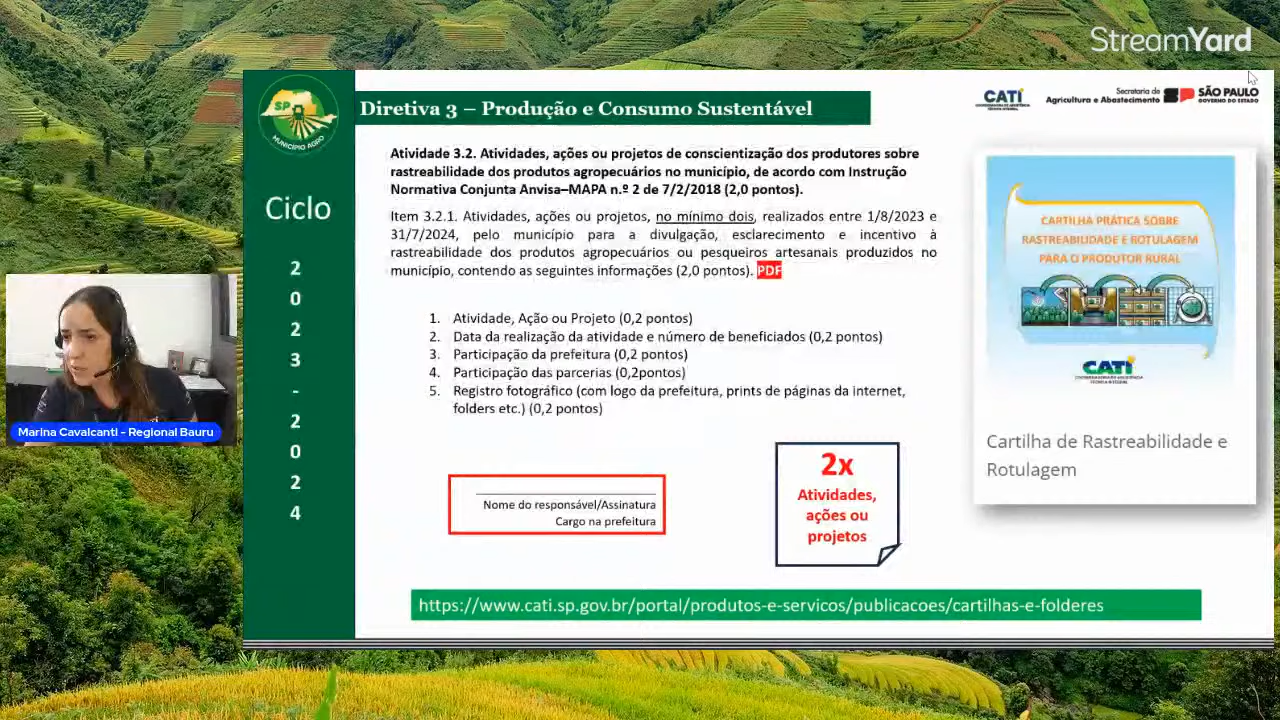 StreamYard
SP
MUNICÍPIO AGRO
Diretiva 3 – Produção e Consumo Sustentável
CATI
COORDENADORIA DE ASSISTÊNCIA
TÉCNICA INTEGRAL
Secretaria de
Agricultura e Abastecimento
SÃO PAULO
GOVERNO DO ESTADO
Ciclo
2
0
2
3
-
2
0
2
4
Atividade 3.2. Atividades, ações ou projetos de conscientização dos produtores sobre
rastreabilidade dos produtos agropecuários no município, de acordo com Instrução
Normativa Conjunta Anvisa–MAPA n.º 2 de 7/2/2018 (2,0 pontos).
Item 3.2.1. Atividades, ações ou projetos, no mínimo dois, realizados entre 1/8/2023 e
31/7/2024, pelo município para a divulgação, esclarecimento e incentivo à
rastreabilidade dos produtos agropecuários ou pesqueiros artesanais produzidos no
município, contendo as seguintes informações (2,0 pontos). PDF
1. Atividade, Ação ou Projeto (0,2 pontos)
2. Data da realização da atividade e número de beneficiados (0,2 pontos)
3. Participação da prefeitura (0,2 pontos)
4. Participação das parcerias (0,2pontos)
5. Registro fotográfico (com logo da prefeitura, prints de páginas da internet,
folders etc.) (0,2 pontos)
Nome do responsável/Assinatura
Cargo na prefeitura
2x
Atividades,
ações ou
projetos
CARTILHA PRÁTICA SOBRE
RASTREABILIDADE E ROTULAGEM
PARA O PRODUTOR RURAL
CATI
COORDENADORIA DE ASSISTÊNCIA
TÉCNICA INTEGRAL
Cartilha de Rastreabilidade e
Rotulagem
https://www.cati.sp.gov.br/portal/produtos-e-servicos/publicacoes/cartilhas-e-folderes
Marina Cavalcanti - Regional Bauru